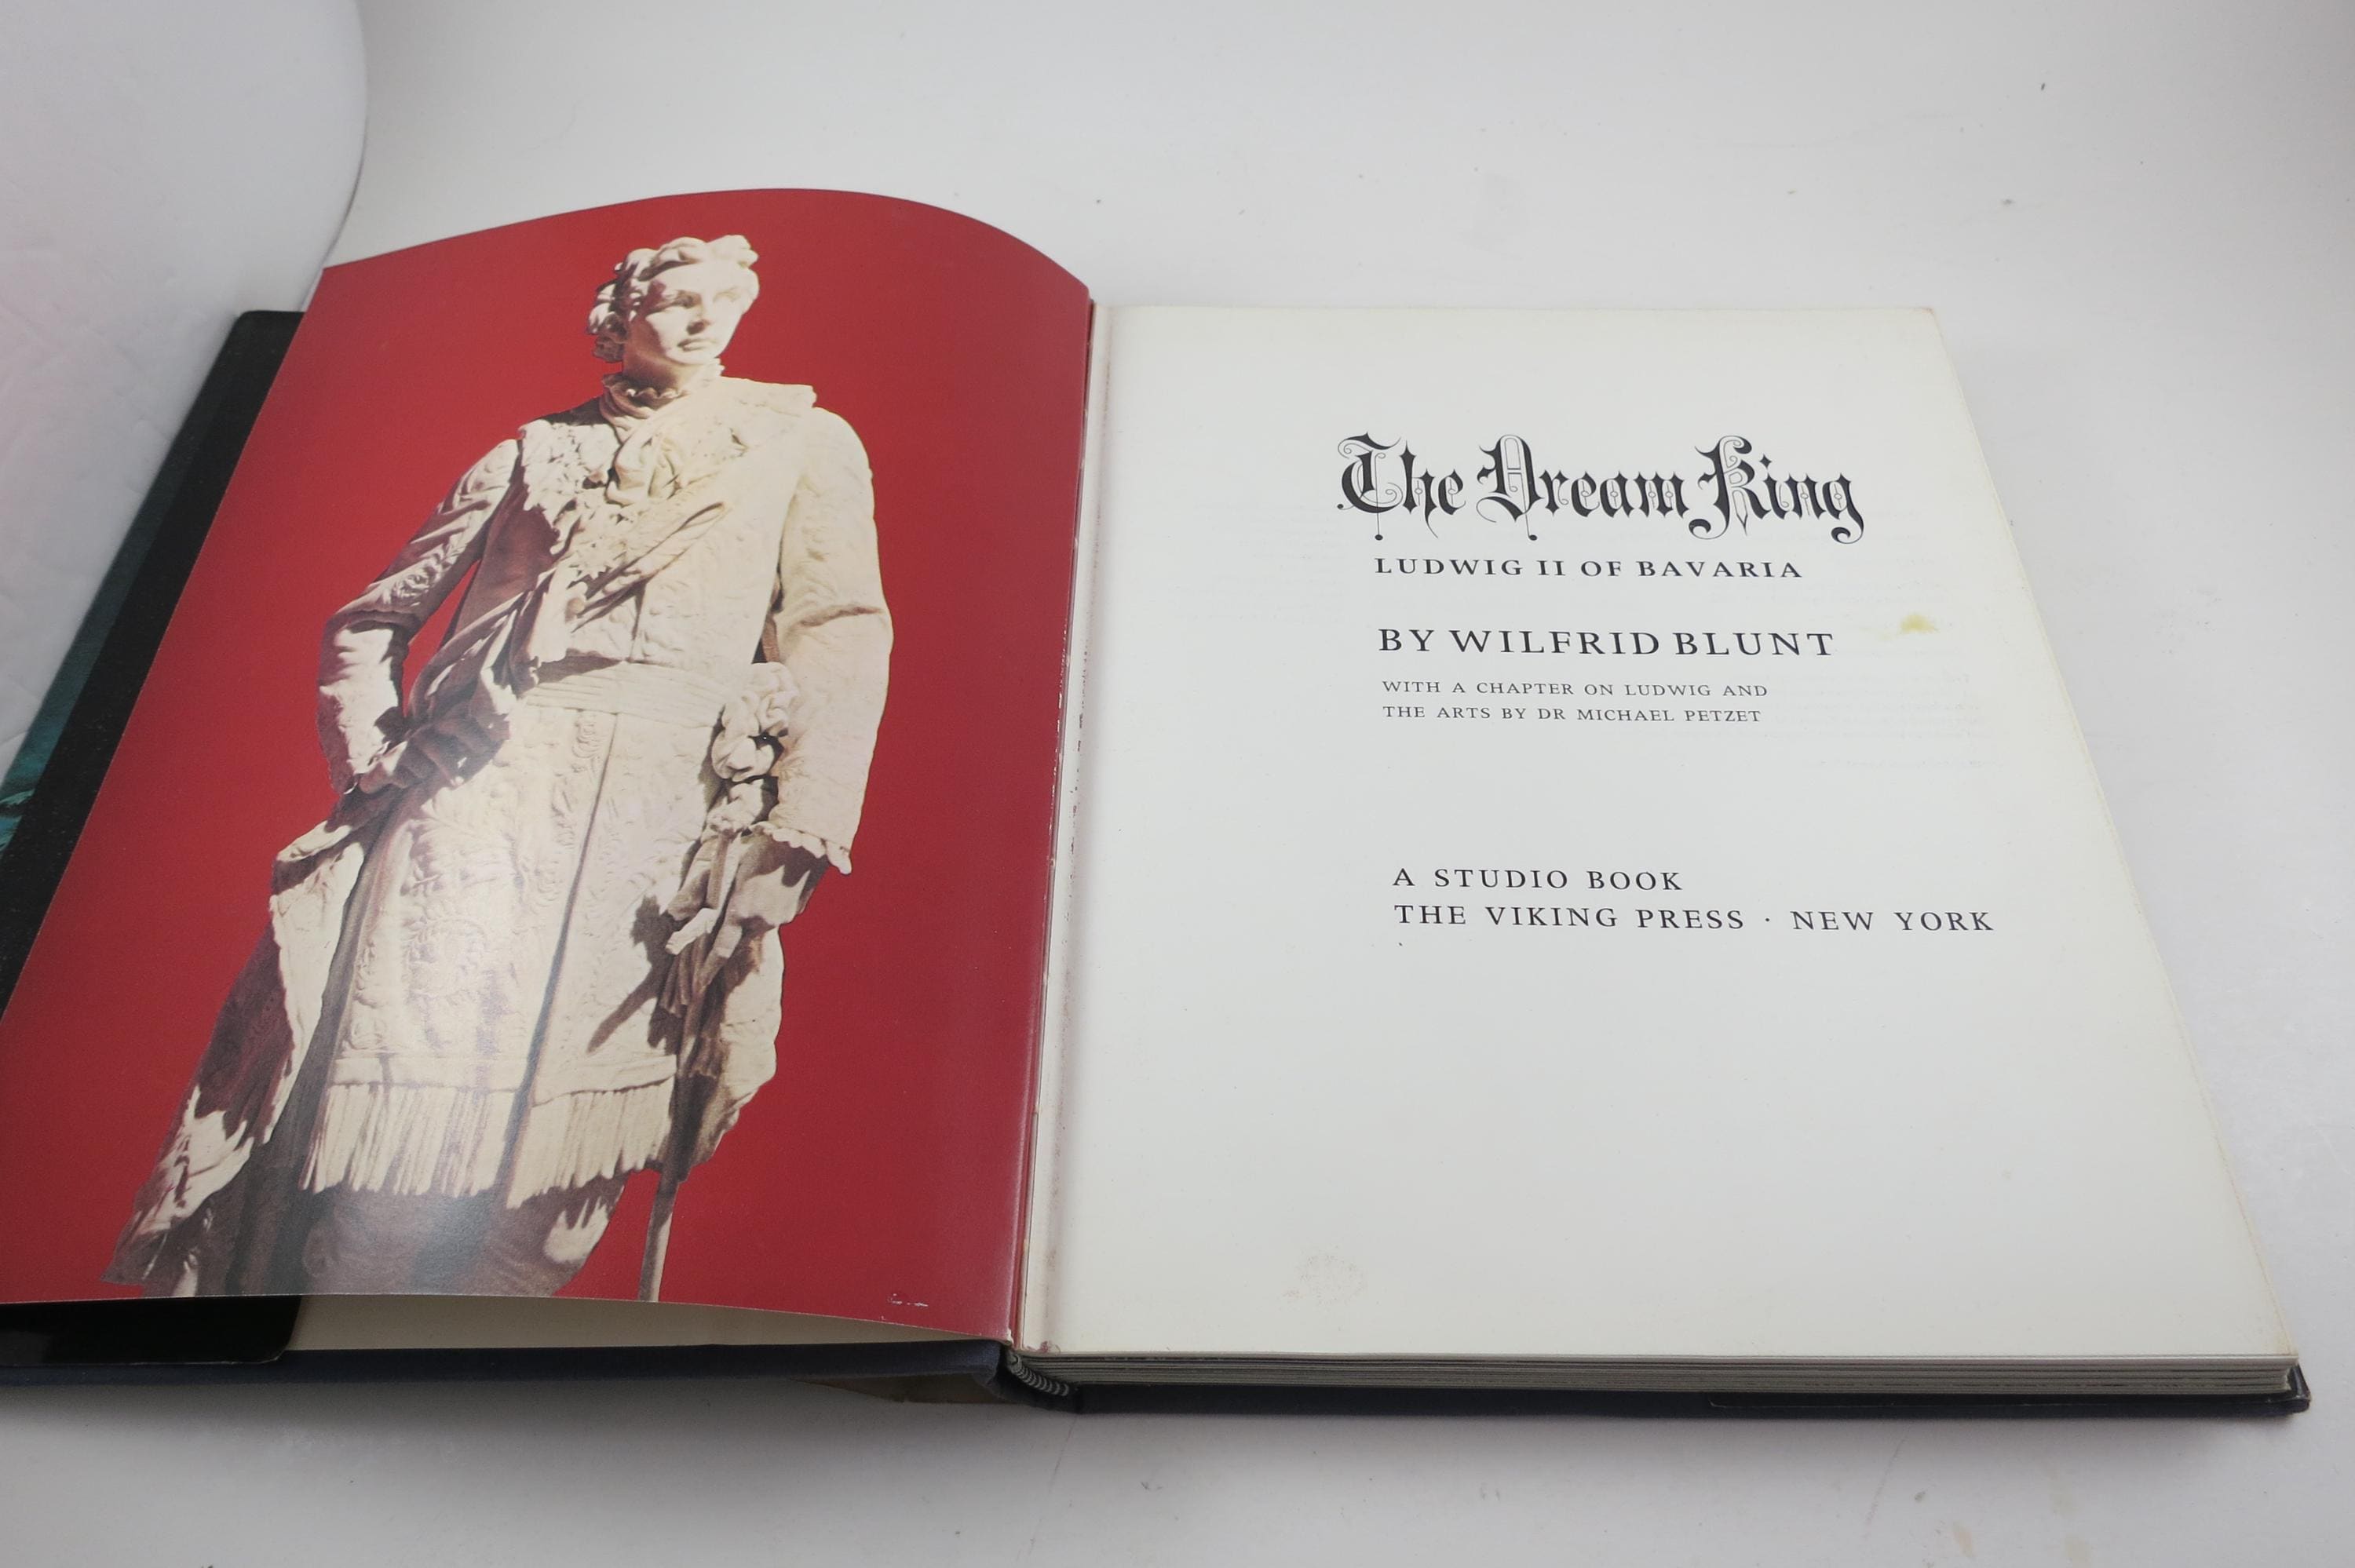 The Dream King
LUDWIG II OF BAVARIA
BY WILFRID BLUNT
WITH A CHAPTER ON LUDWIG AND
THE ARTS BY DR MICHAEL PETZET
A STUDIO BOOK
THE VIKING PRESS · NEW YORK